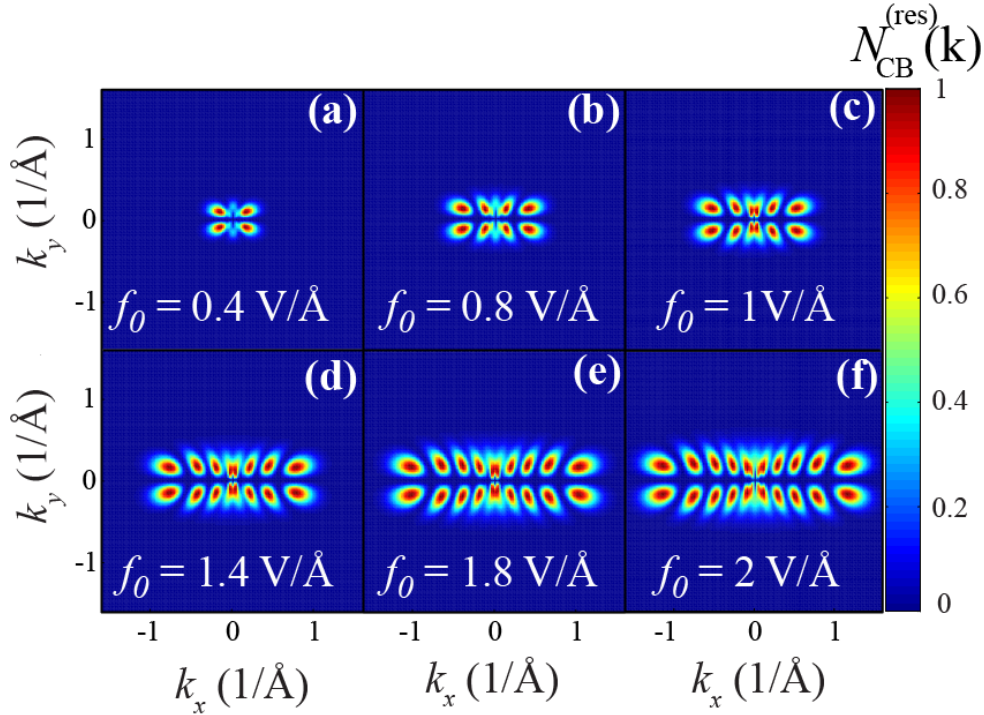 N_CB^(res)(k)
(a) (b) (c)
1
0
-1
k_y (1/Å)
f_0 = 0.4 V/Å
f_0 = 0.8 V/Å
f_0 = 1V/Å
(d) (e) (f)
1
0
-1
k_y (1/Å)
f_0 = 1.4 V/Å
f_0 = 1.8 V/Å
f_0 = 2 V/Å
-1 0 1 -1 0 1 -1 0 1
k_x (1/Å) k_x (1/Å) k_x (1/Å)
1
0.8
0.6
0.4
0.2
0